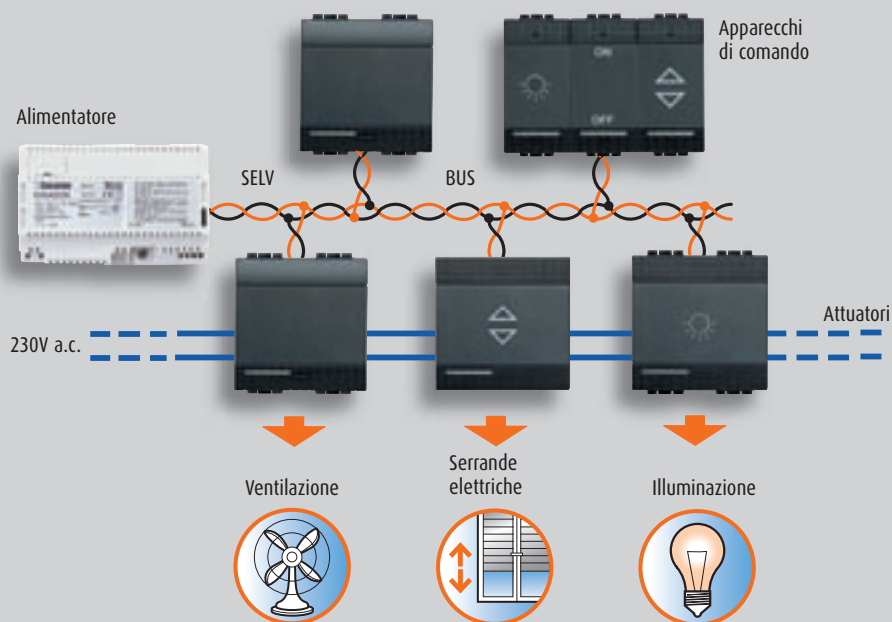 Apparecchi
di comando
ON
OFF
Alimentatore
SELV
BUS
230V a.c.
Attuatori
Ventilazione
Serrande
elettriche
Illuminazione